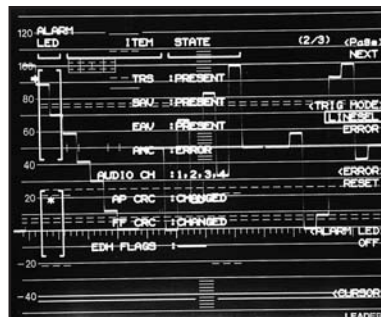 ALARM
LED ITEM STATE (2/3) <Page>
NEXT
TRS :PRESENT
SAV :PRESENT
EAV :PRESENT
ANC :ERROR
AUDIO CH :1,2,3,4
AP CRC :CHANGED
FF CRC :CHANGED
EDH FLAGS :
<TRIG MODE>
LINESEL
ERROR
<ERROR>
RESET
<ALARM LED>
OFF
<CURSOR>
120
100
80
60
50
40
20
0
-20
-40